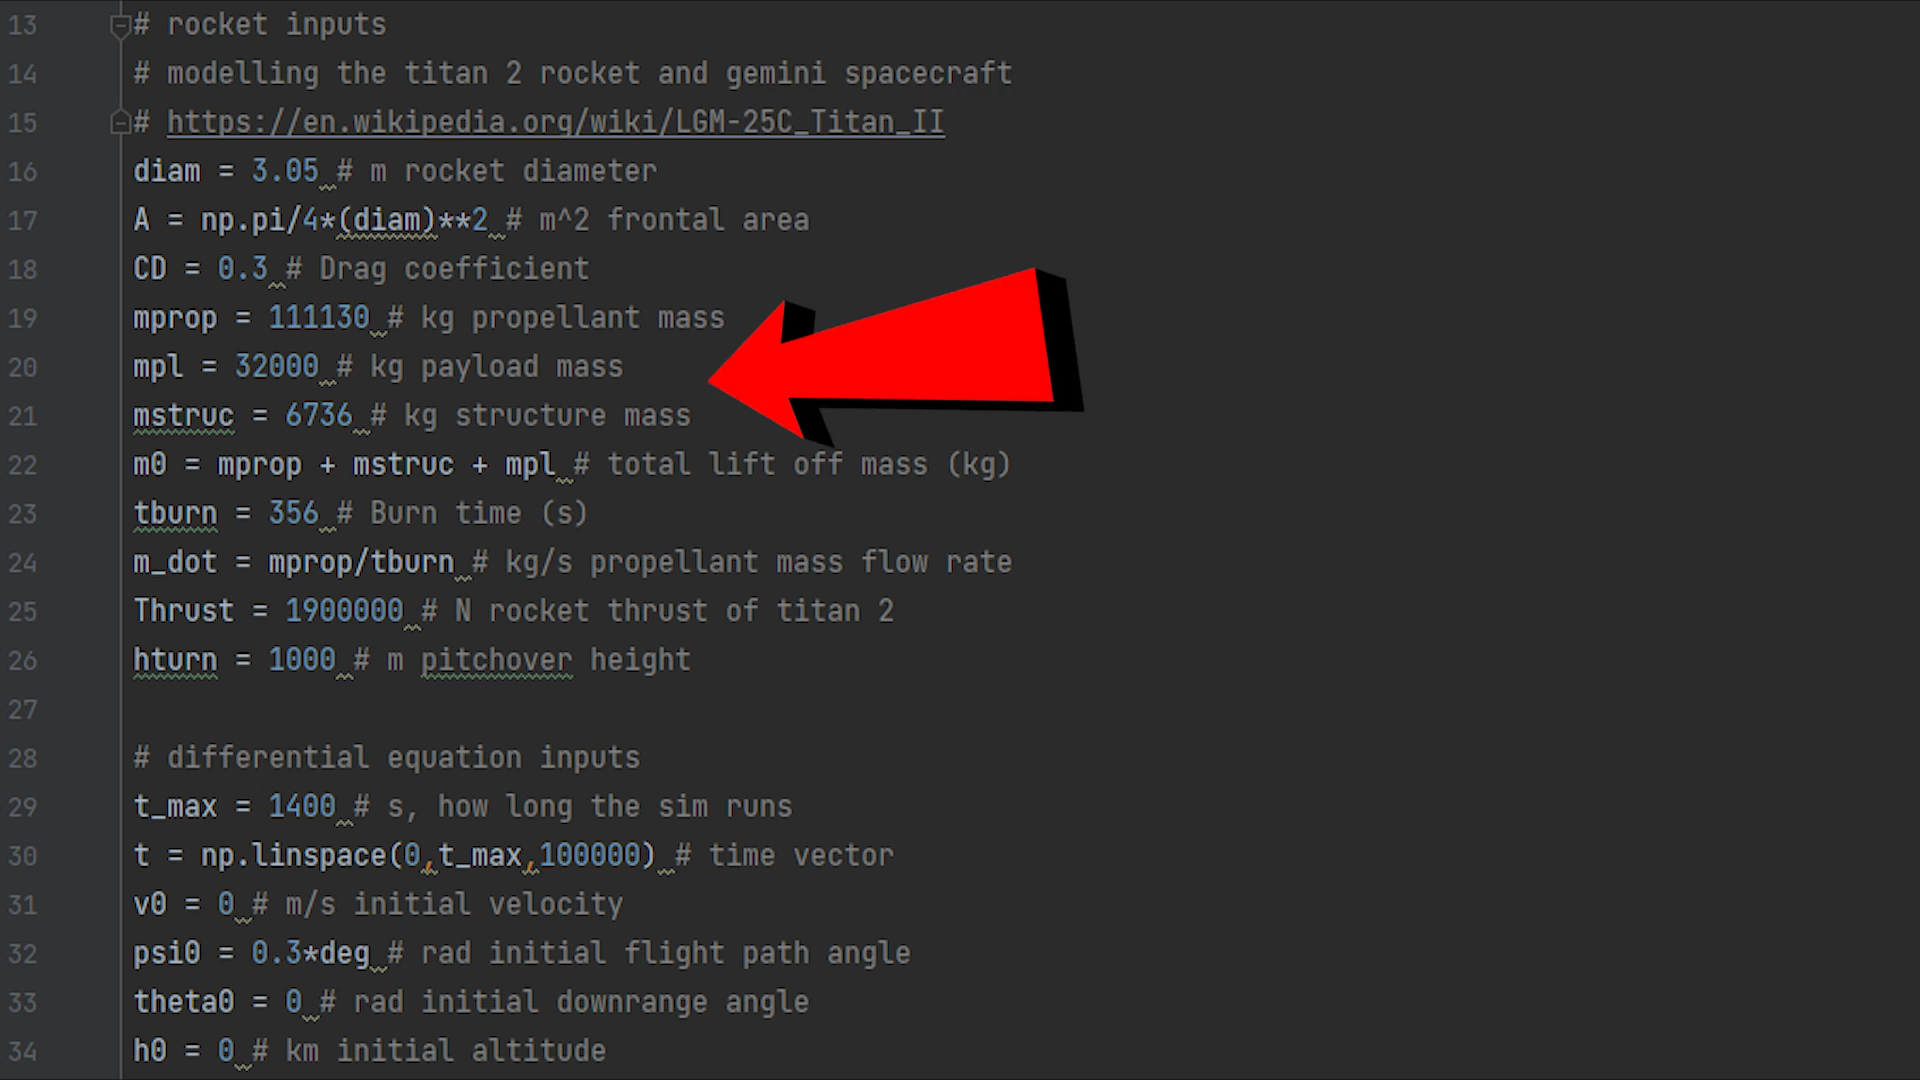 13 # rocket inputs
14 # modelling the titan 2 rocket and gemini spacecraft
15 # https://en.wikipedia.org/wiki/LGM-25C_Titan_II
16 diam = 3.05 # m rocket diameter
17 A = np.pi/4*(diam)**2 # m^2 frontal area
18 CD = 0.3 # Drag coefficient
19 mprop = 111130 # kg propellant mass
20 mpl = 32000 # kg payload mass
21 mstruc = 6736 # kg structure mass
22 m0 = mprop + mstruc + mpl # total lift off mass (kg)
23 tburn = 356 # Burn time (s)
24 m_dot = mprop/tburn # kg/s propellant mass flow rate
25 Thrust = 1900000 # N rocket thrust of titan 2
26 hturn = 1000 # m pitchover height
27
28 # differential equation inputs
29 t_max = 1400 # s, how long the sim runs
30 t = np.linspace(0,t_max,100000) # time vector
31 v0 = 0 # m/s initial velocity
32 psi0 = 0.3*deg # rad initial flight path angle
33 theta0 = 0 # rad initial downrange angle
34 h0 = 0 # km initial altitude